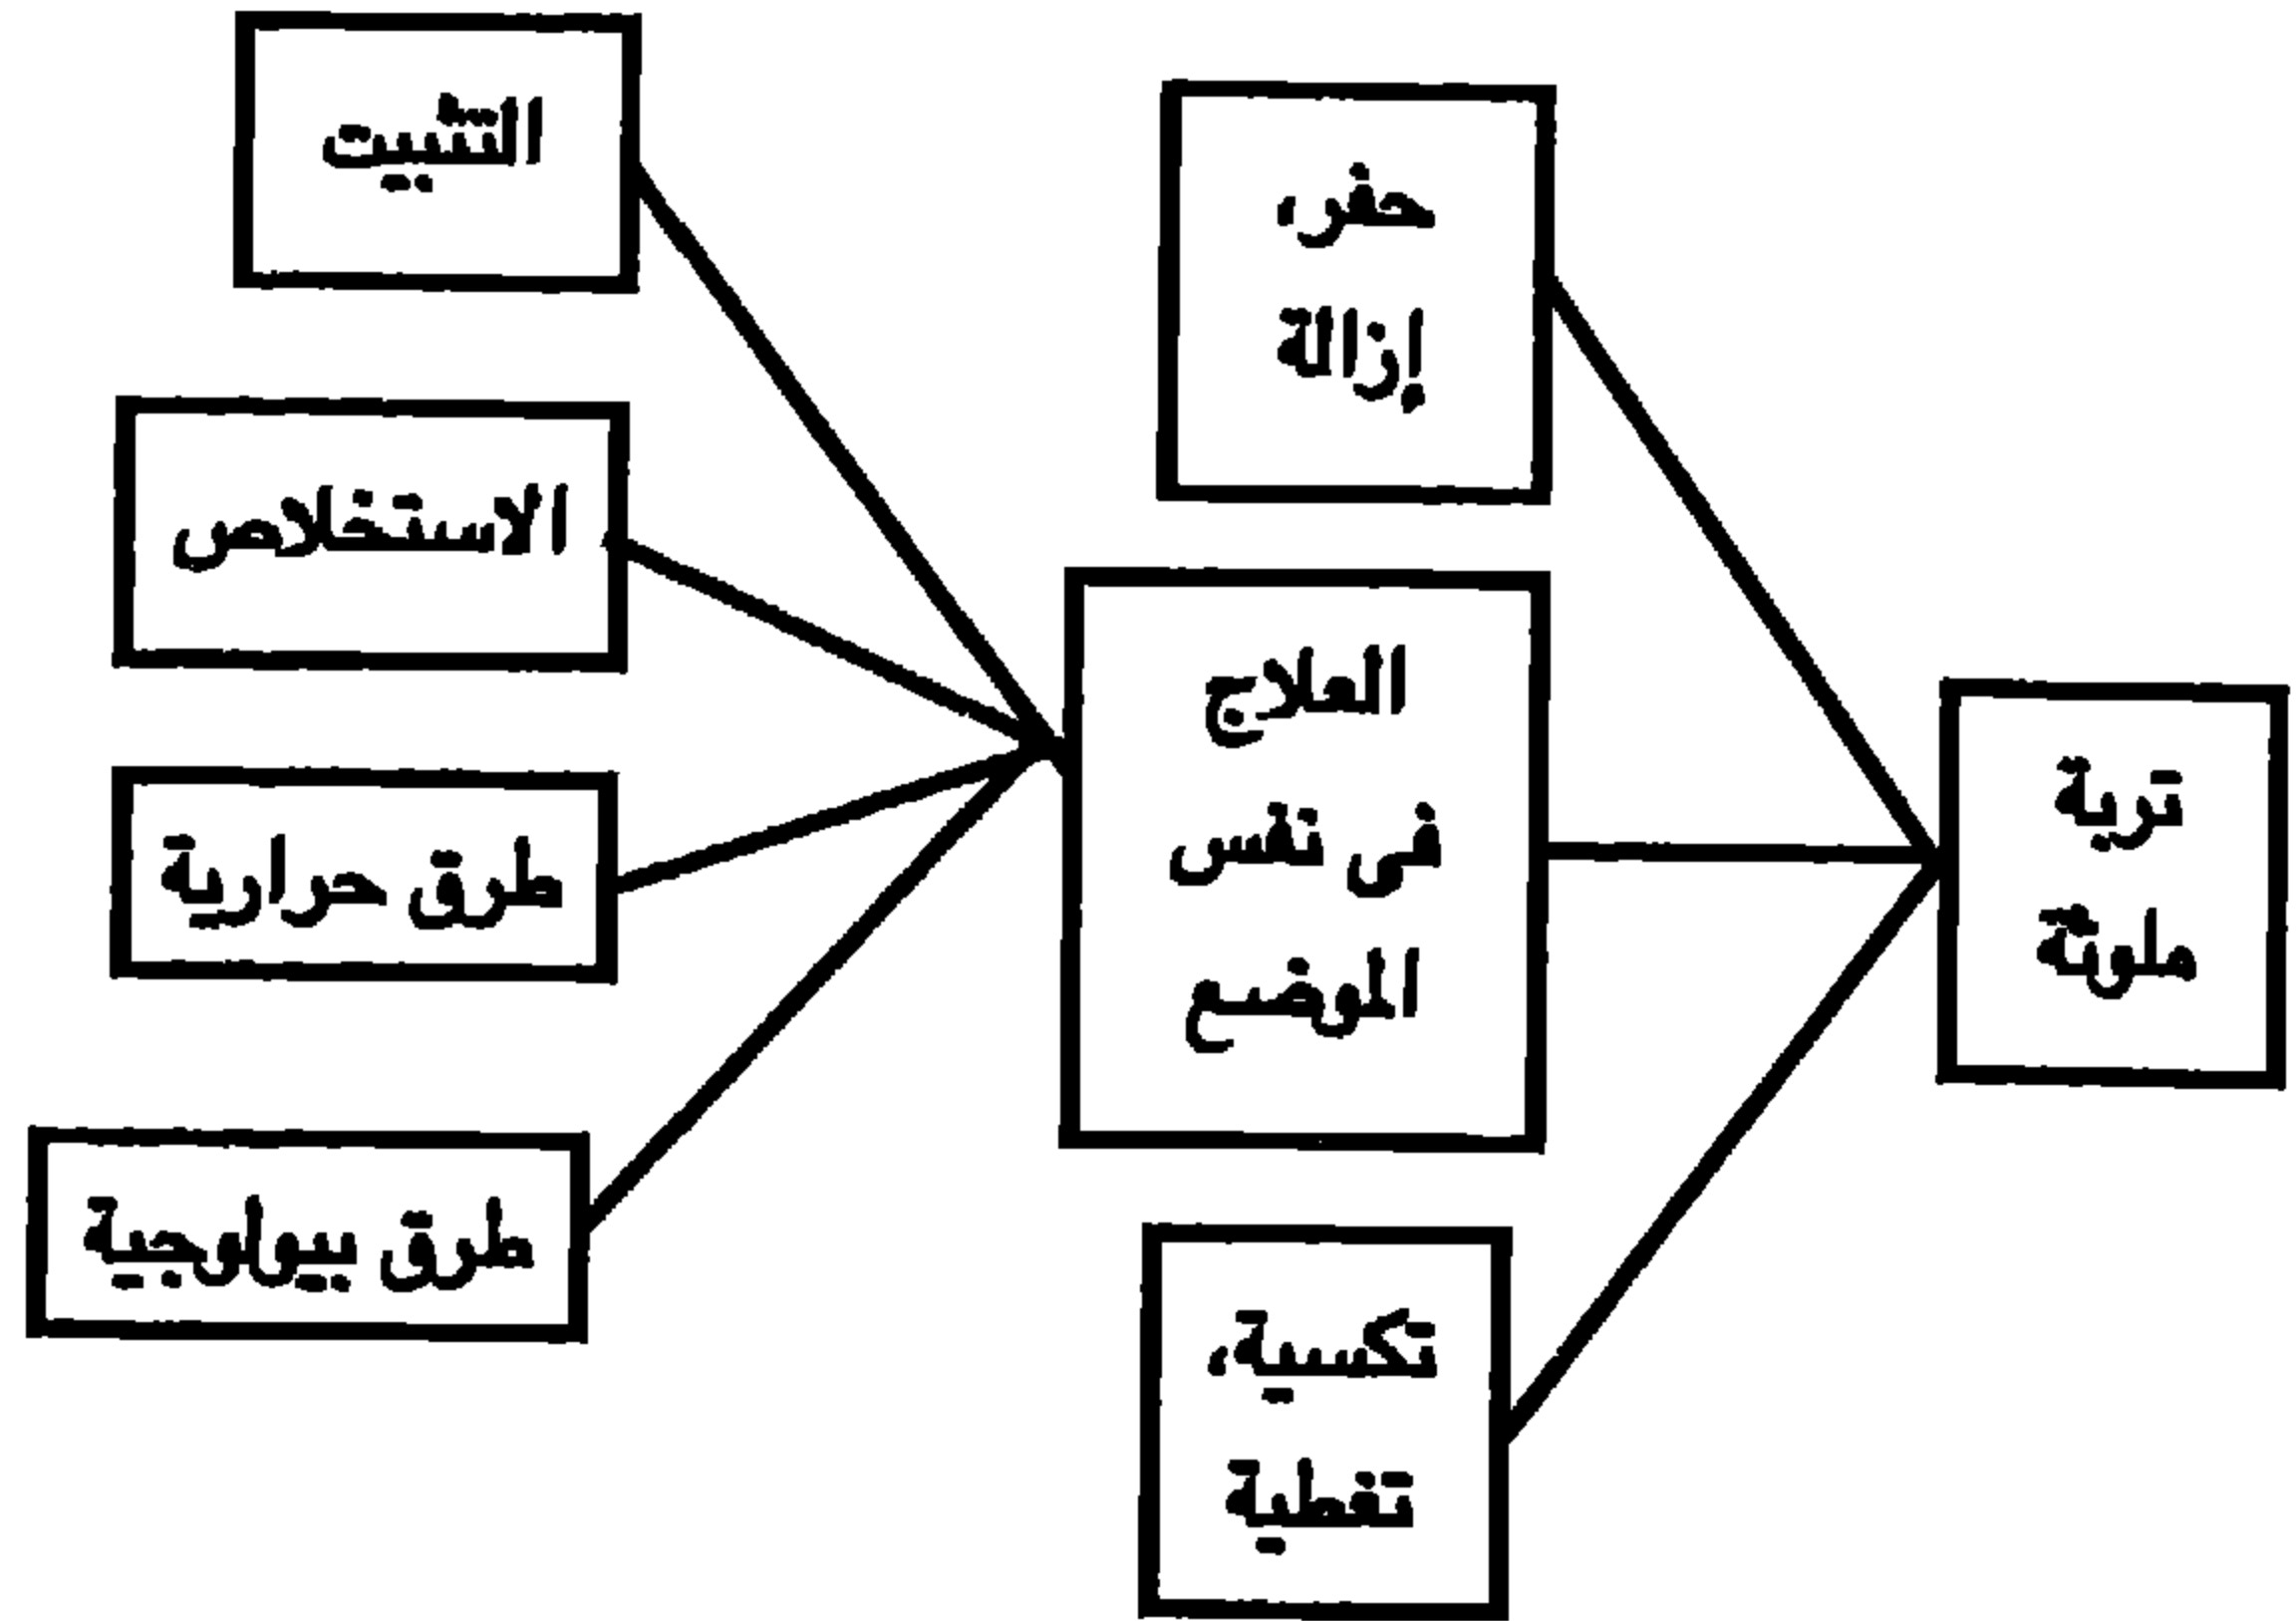 تربة
ملوثة
حفر،
إزالة
العلاج
فى نفس
الموضع
تكسية،
تغطية
التثبيت
الاستخلاص
طرق حرارية
طرق بيولوجية